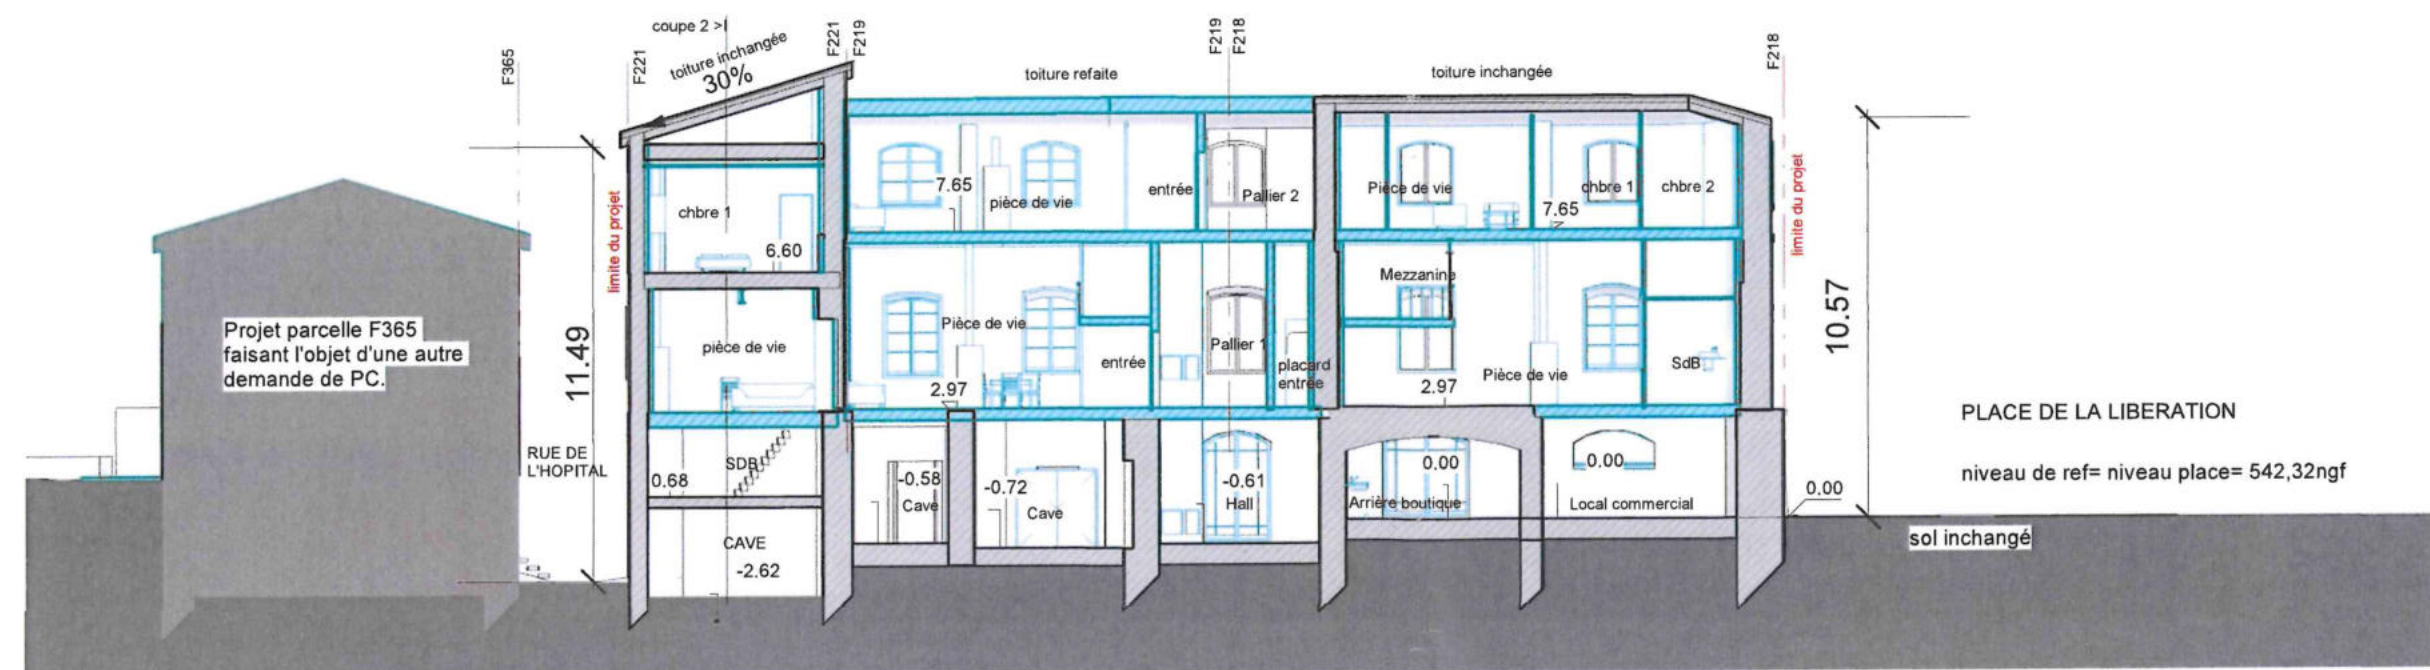 coupe 2 >
toiture inchangée
30%
F365
F221
F221
F219
toiture refaite
F219
F218
toiture inchangée
F218
limite du projet
11.49
chbre 1
6.60
pièce de vie
0.68
SDB
CAVE
-2.62
7.65
pièce de vie
entrée
Pallier 2
Pièce de vie
chbre 1
chbre 2
7.65
Pièce de vie
2.97
entrée
Pallier 1
placard
entrée
Mezzanine
2.97
Pièce de vie
SdB
-0.58
Cave
-0.72
Cave
-0.61
Hall
0.00
Arrière boutique
0.00
Local commercial
limite du projet
10.57
0.00
Projet parcelle F365
faisant l'objet d'une autre
demande de PC.
RUE DE
L'HOPITAL
PLACE DE LA LIBERATION
niveau de ref= niveau place= 542,32ngf
sol inchangé